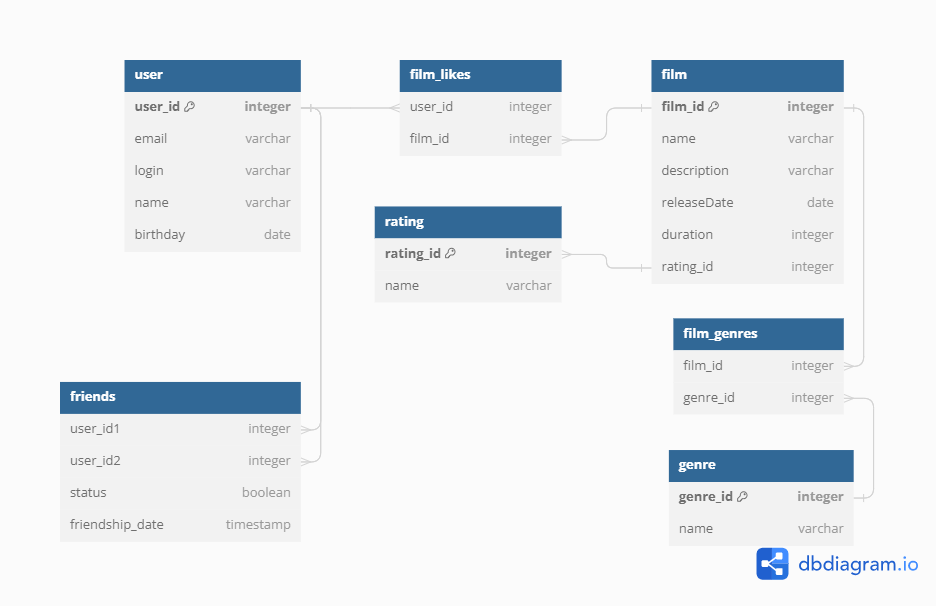 user
user_id integer
email varchar
login varchar
name varchar
birthday date
film_likes
user_id integer
film_id integer
film
film_id integer
name varchar
description varchar
releaseDate date
duration integer
rating_id integer
rating
rating_id integer
name varchar
film_genres
film_id integer
genre_id integer
friends
user_id1 integer
user_id2 integer
status boolean
friendship_date timestamp
genre
genre_id integer
name varchar
dbdiagram.io